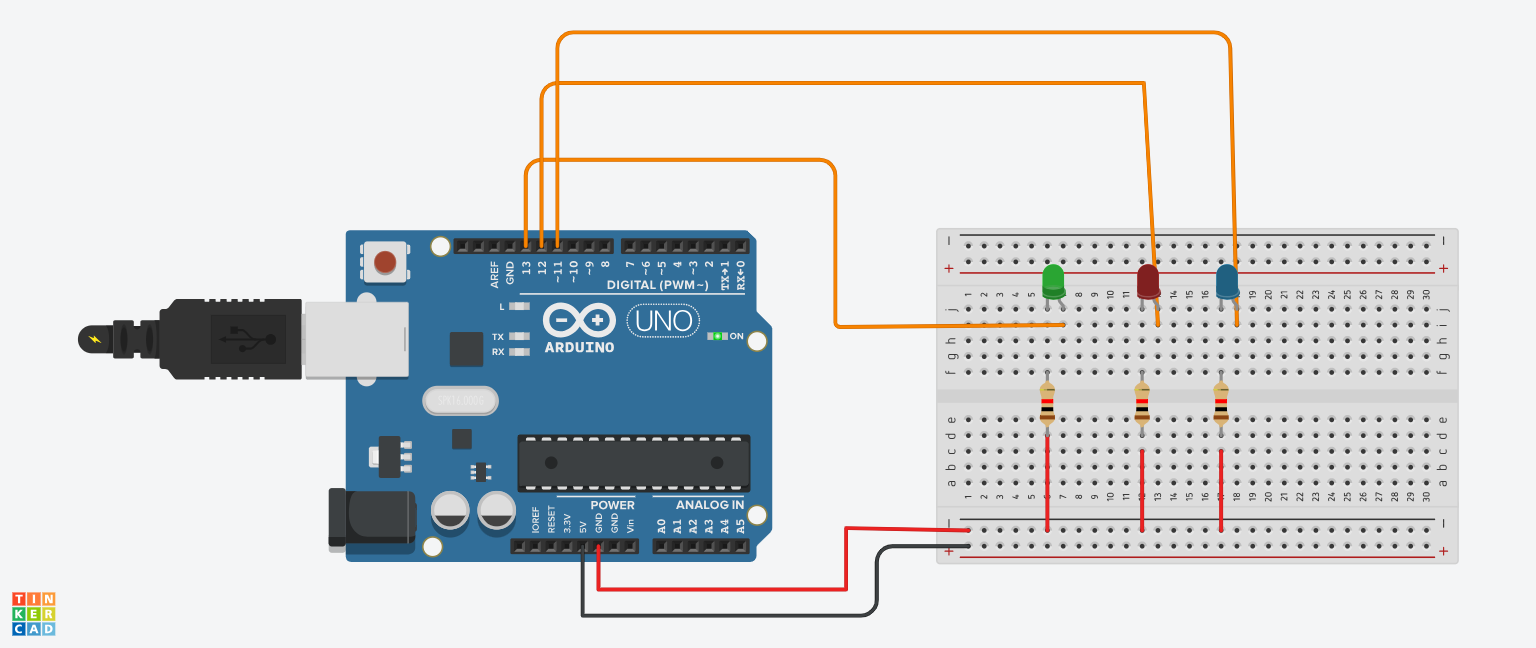 AREF
GND
13
12
~11
~10
~9
8
7
~6
~5
4
~3
2
TX→1
RX←0
DIGITAL (PWM~)
L
TX
RX
UNO
ARDUINO
ON
POWER
ANALOG IN
IOREF
RESET
3.3V
5V
GND
GND
Vin
A0
A1
A2
A3
A4
A5
− −
+ +
1 2 3 4 5 6 7 8 9 10 11 12 13 14 15 16 17 18 19 20 21 22 23 24 25 26 27 28 29 30
j j
i i
h h
g g
f f
e e
d d
c c
b b
a a
1 2 3 4 5 6 7 8 9 10 11 12 13 14 15 16 17 18 19 20 21 22 23 24 25 26 27 28 29 30
− −
+ +
TIN
KER
CAD